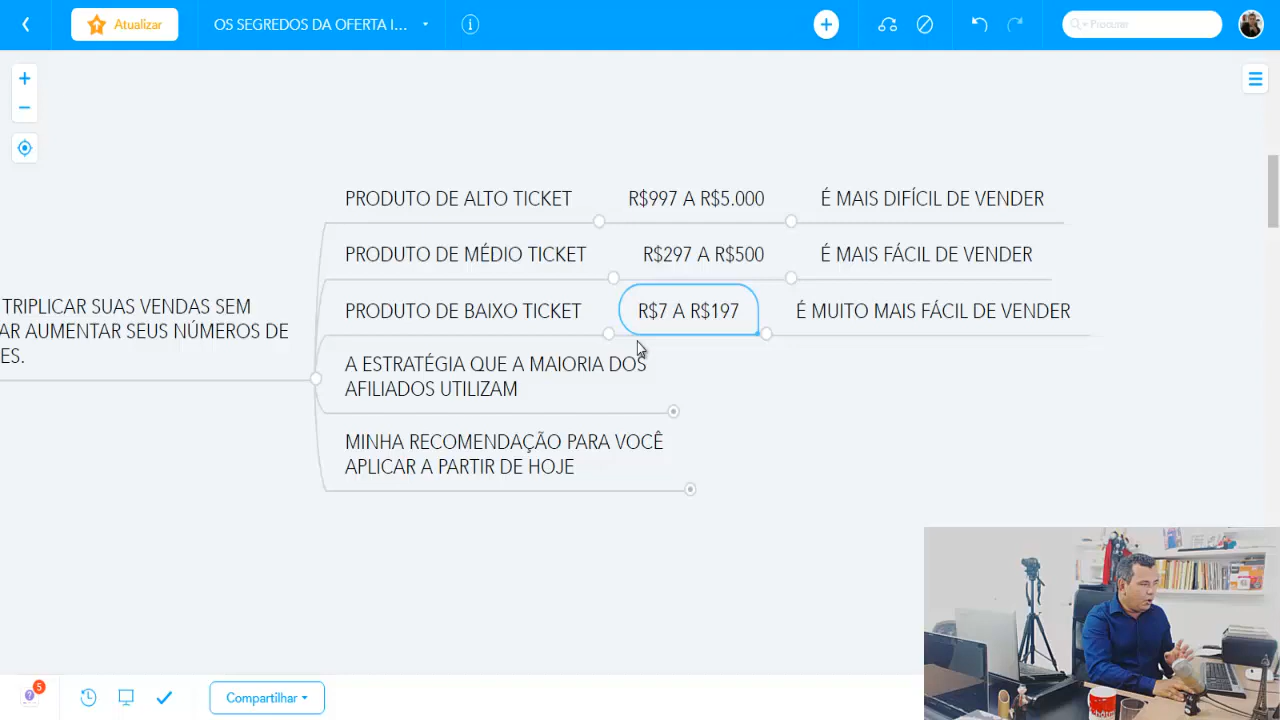 Atualizar
OS SEGREDOS DA OFERTA I...
Procurar
PRODUTO DE ALTO TICKET
R$997 A R$5.000
É MAIS DIFÍCIL DE VENDER
PRODUTO DE MÉDIO TICKET
R$297 A R$500
É MAIS FÁCIL DE VENDER
TRIPLICAR SUAS VENDAS SEM
AR AUMENTAR SEUS NÚMEROS DE
ES.
PRODUTO DE BAIXO TICKET
R$7 A R$197
É MUITO MAIS FÁCIL DE VENDER
A ESTRATÉGIA QUE A MAIORIA DOS
AFILIADOS UTILIZAM
MINHA RECOMENDAÇÃO PARA VOCÊ
APLICAR A PARTIR DE HOJE
5
Compartilhar